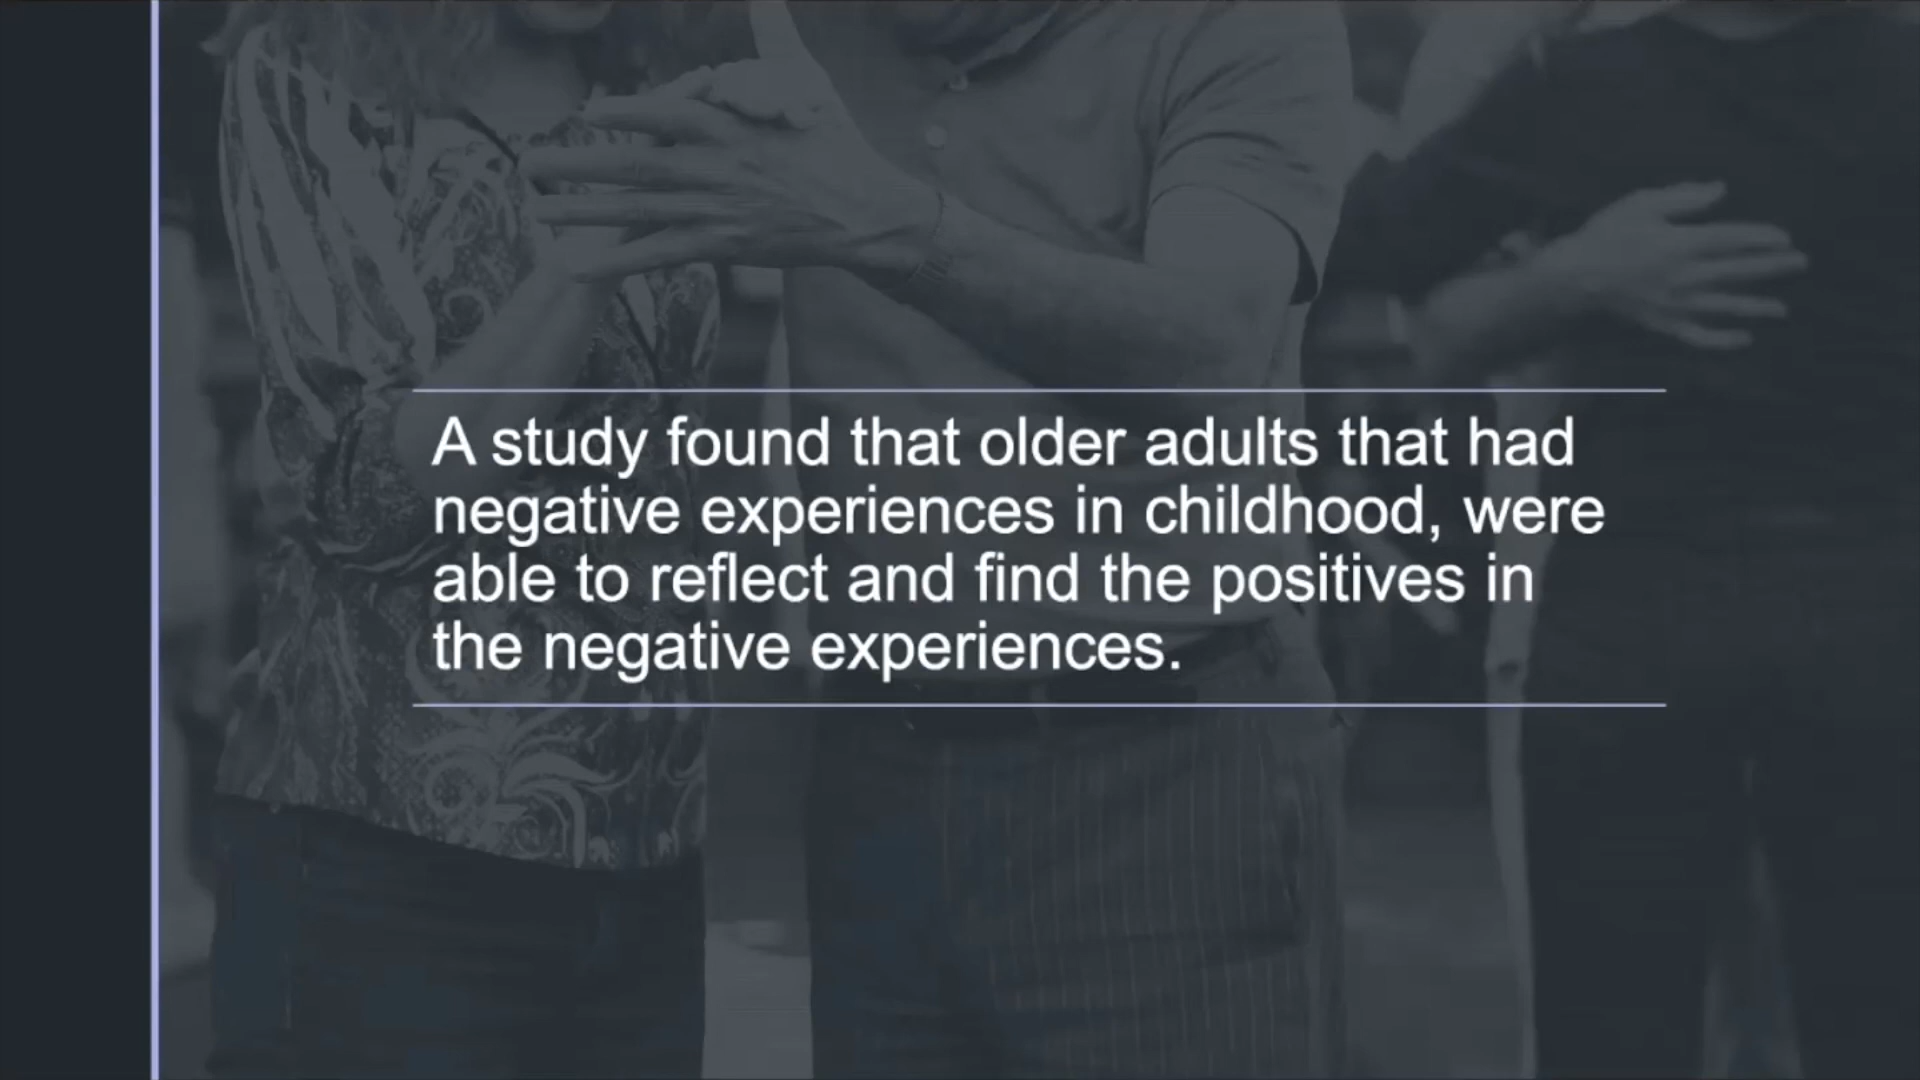 A study found that older adults that had
negative experiences in childhood, were
able to reflect and find the positives in
the negative experiences.